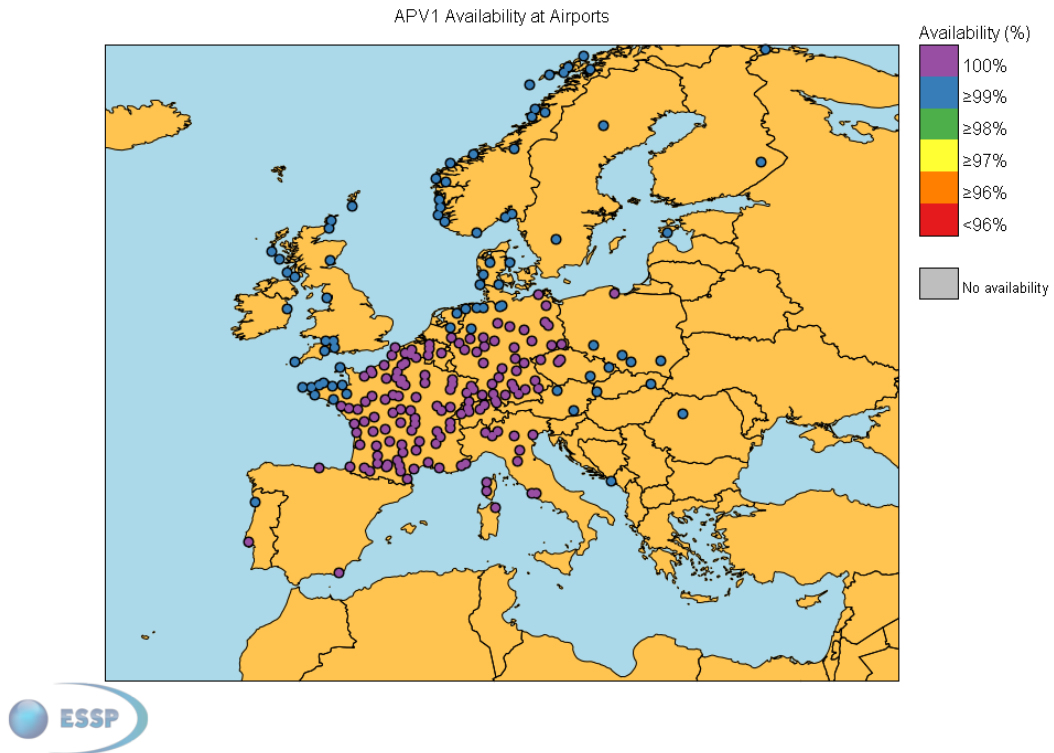 APV1 Availability at Airports
Availability (%)
100%
≥99%
≥98%
≥97%
≥96%
<96%
No availability
ESSP